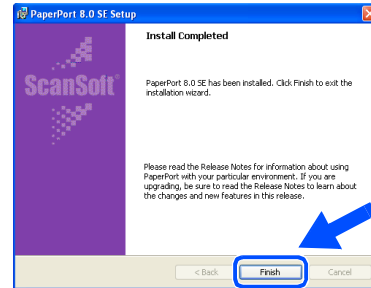 PaperPort 8.0 SE Setup
Install Completed
ScanSoft®
PaperPort 8.0 SE has been installed. Click Finish to exit the
installation wizard.
Please read the Release Notes for information about using
PaperPort with your particular environment. If you are
upgrading, be sure to read the Release Notes to learn about
the changes and new features in this release.
< Back
Finish
Cancel